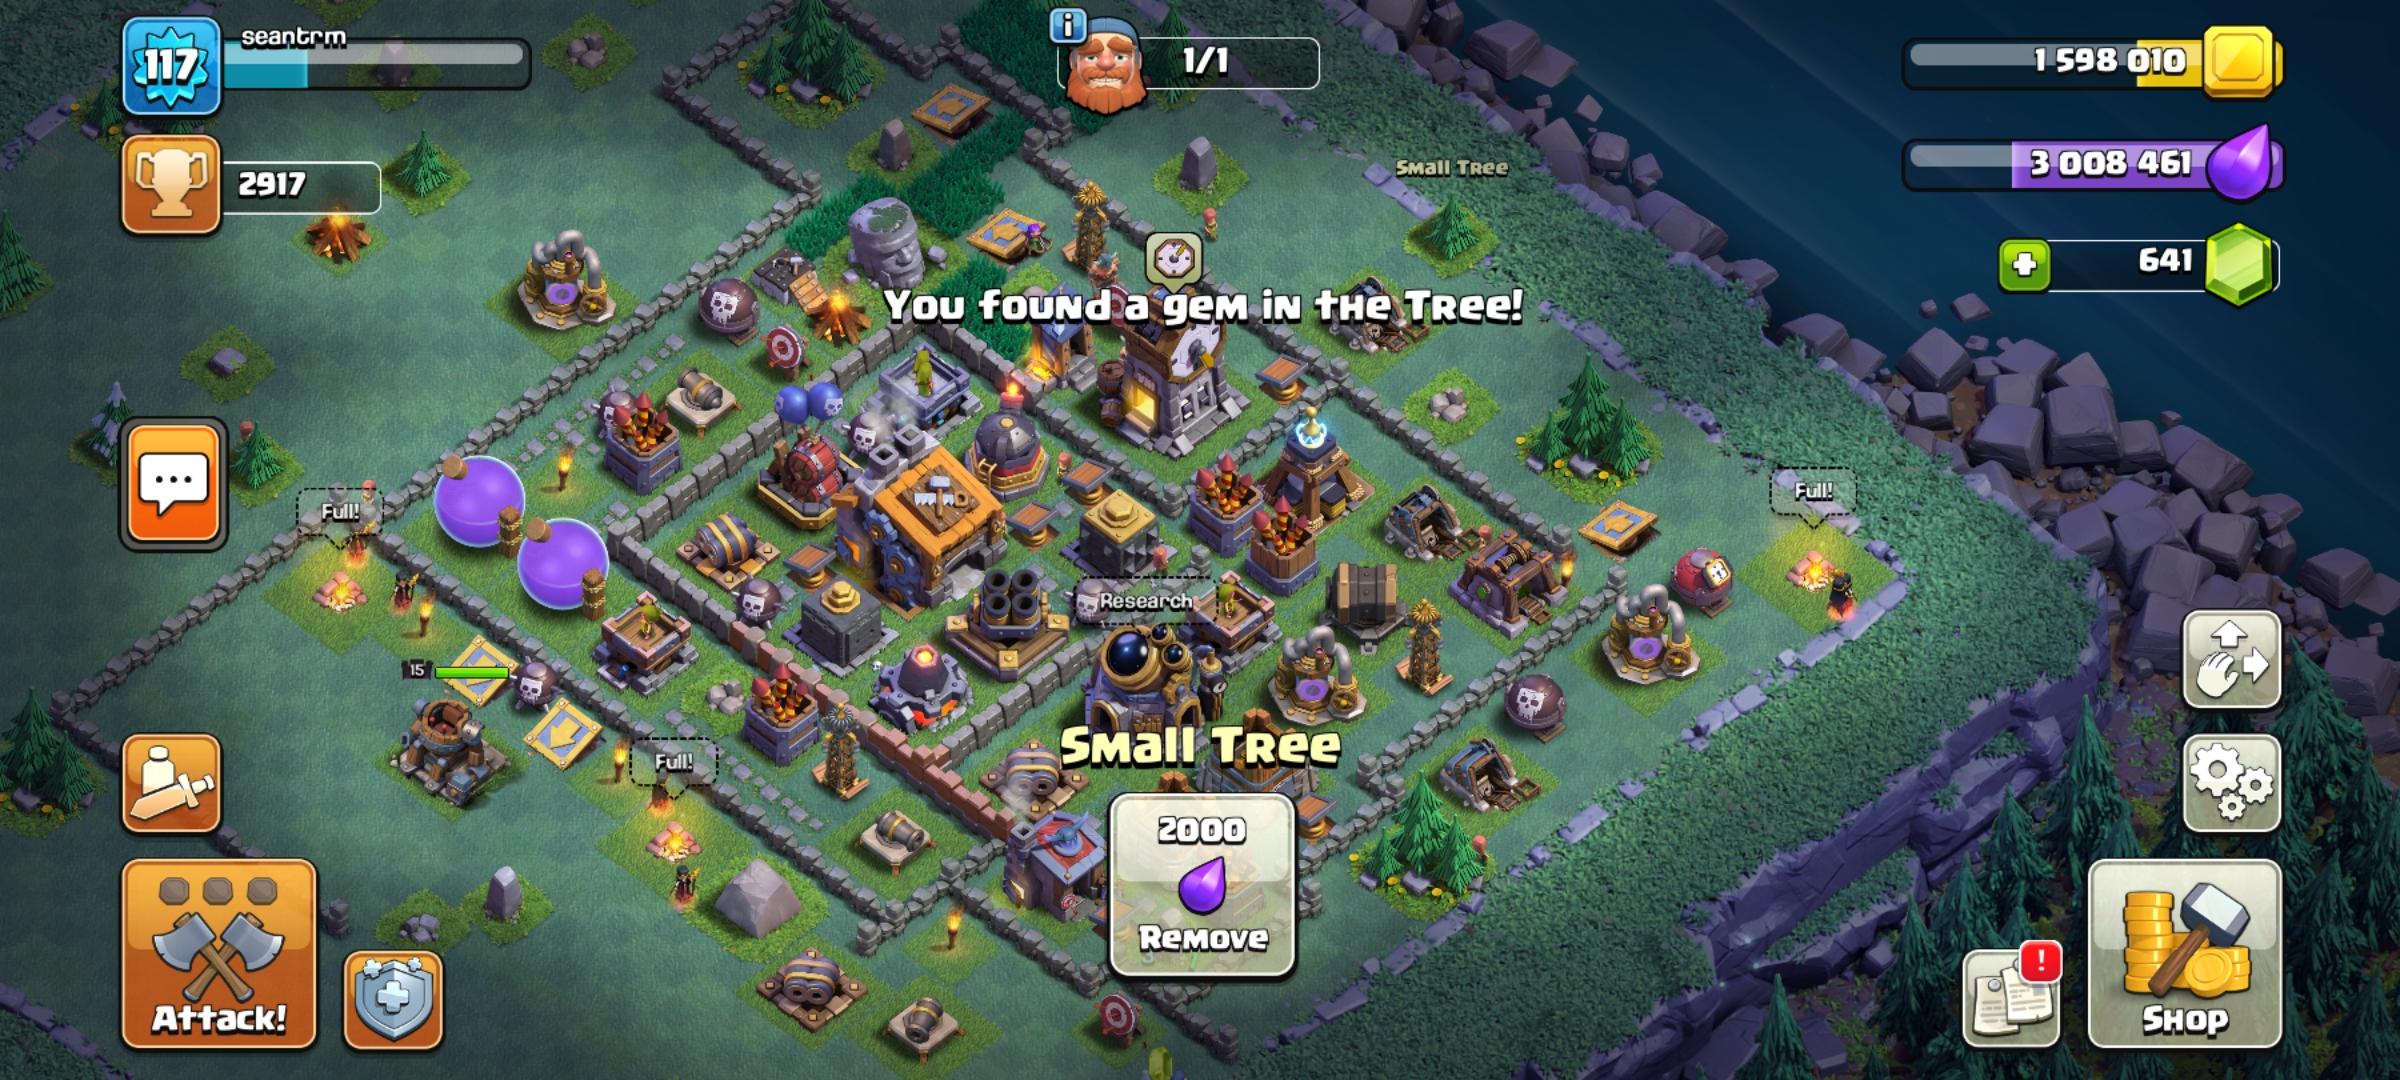 117
seantrm
1/1
1 598 010
2917
Small Tree
3 008 461
641
You found a gem in the Tree!
Full!
Full!
Research
15
Small Tree
Full!
2000
Remove
Attack!
!
Shop